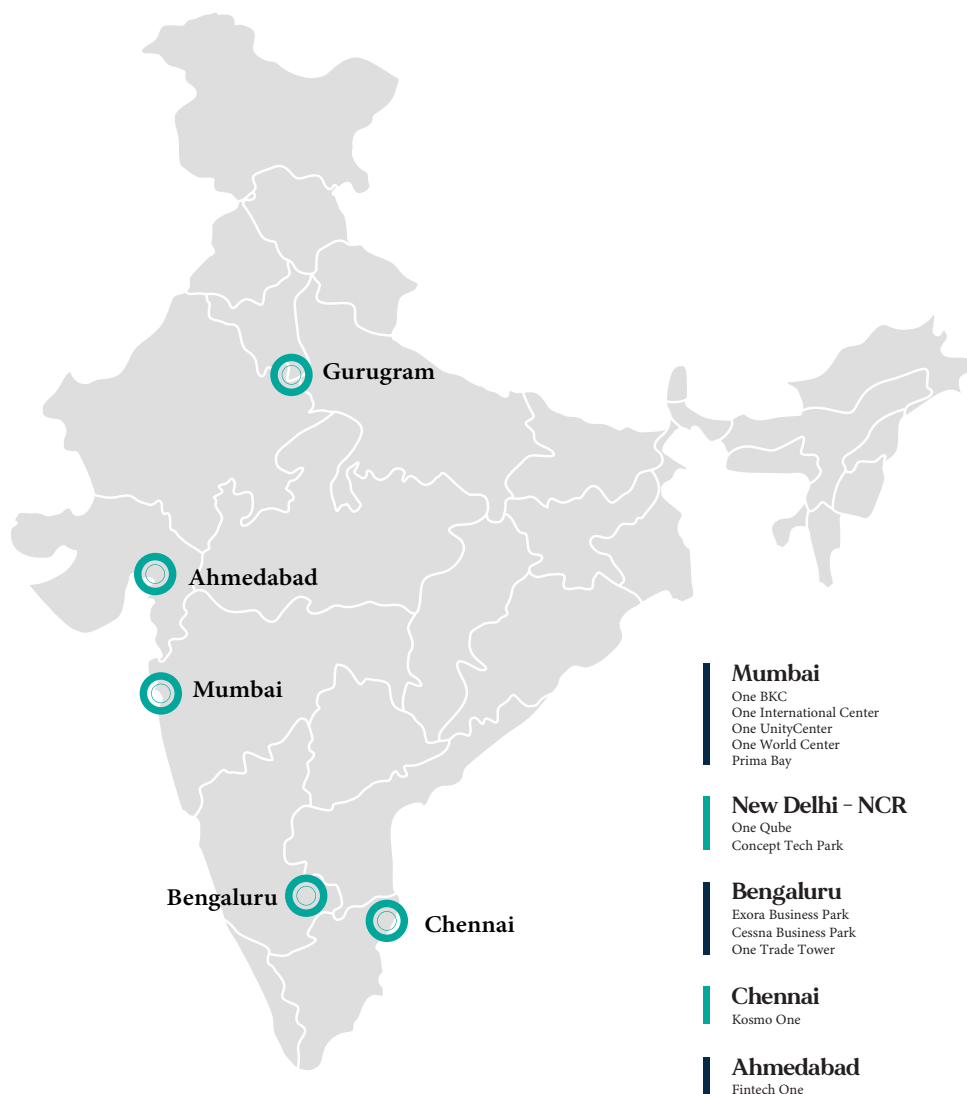 Gurugram
Ahmedabad
Mumbai
Bengaluru
Chennai
Mumbai
One BKC
One International Center
One UnityCenter
One World Center
Prima Bay
New Delhi – NCR
One Qube
Concept Tech Park
Bengaluru
Exora Business Park
Cessna Business Park
One Trade Tower
Chennai
Kosmo One
Ahmedabad
Fintech One